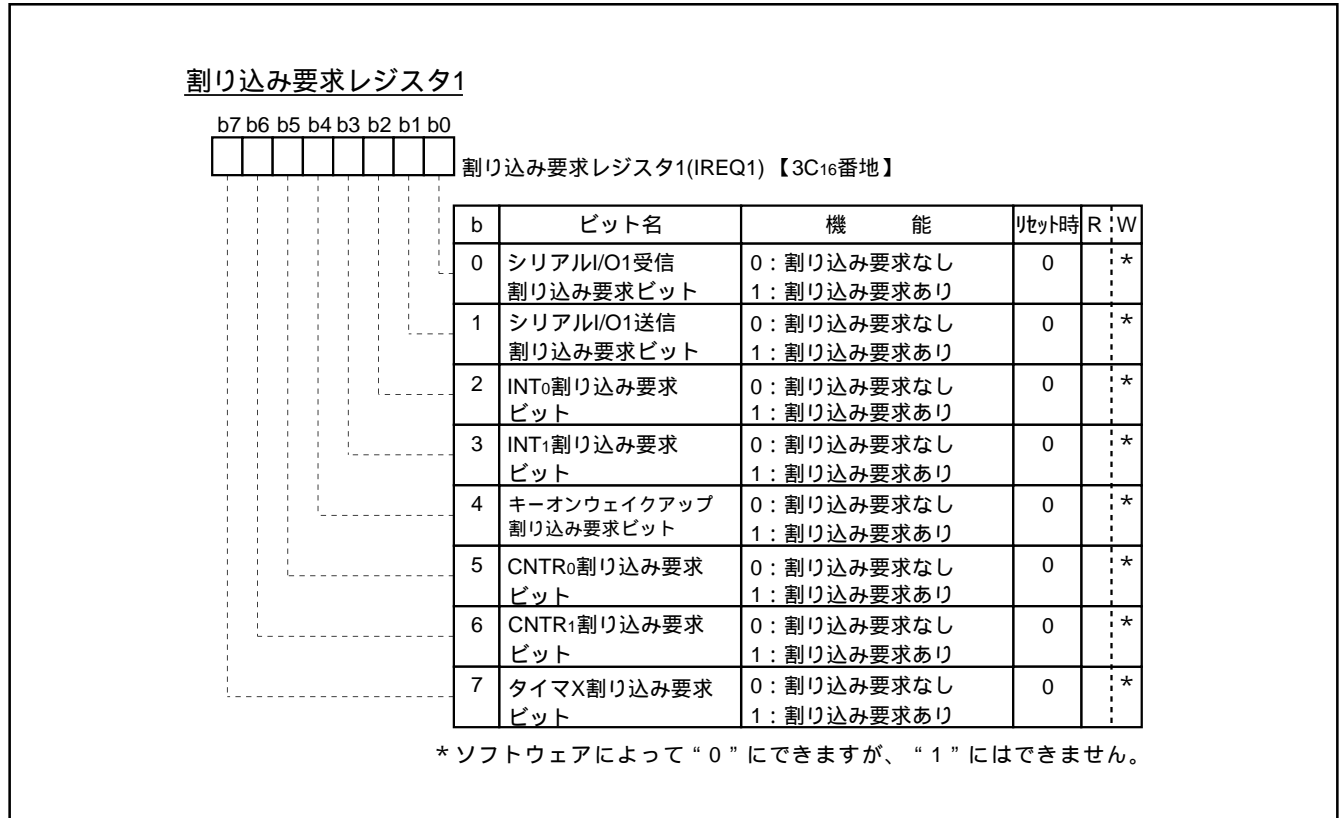 割り込み要求レジスタ1
b7 b6 b5 b4 b3 b2 b1 b0
割り込み要求レジスタ1(IREQ1)【3C16番地】
b ビット名 機 能 リセット時 R W
0 シリアルI/O1受信 0：割り込み要求なし 0 *
割り込み要求ビット 1：割り込み要求あり
1 シリアルI/O1送信 0：割り込み要求なし 0 *
割り込み要求ビット 1：割り込み要求あり
2 INT0割り込み要求 0：割り込み要求なし 0 *
ビット 1：割り込み要求あり
3 INT1割り込み要求 0：割り込み要求なし 0 *
ビット 1：割り込み要求あり
4 キーオンウェイクアップ 0：割り込み要求なし 0 *
割り込み要求ビット 1：割り込み要求あり
5 CNTR0割り込み要求 0：割り込み要求なし 0 *
ビット 1：割り込み要求あり
6 CNTR1割り込み要求 0：割り込み要求なし 0 *
ビット 1：割り込み要求あり
7 タイマX割り込み要求 0：割り込み要求なし 0 *
ビット 1：割り込み要求あり
*ソフトウェアによって“0”にできますが、“1”にはできません。